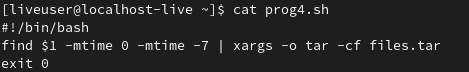 [liveuser@localhost-live ~]$ cat prog4.sh
#!/bin/bash
find $1 -mtime 0 -mtime -7 | xargs -o tar -cf files.tar
exit 0